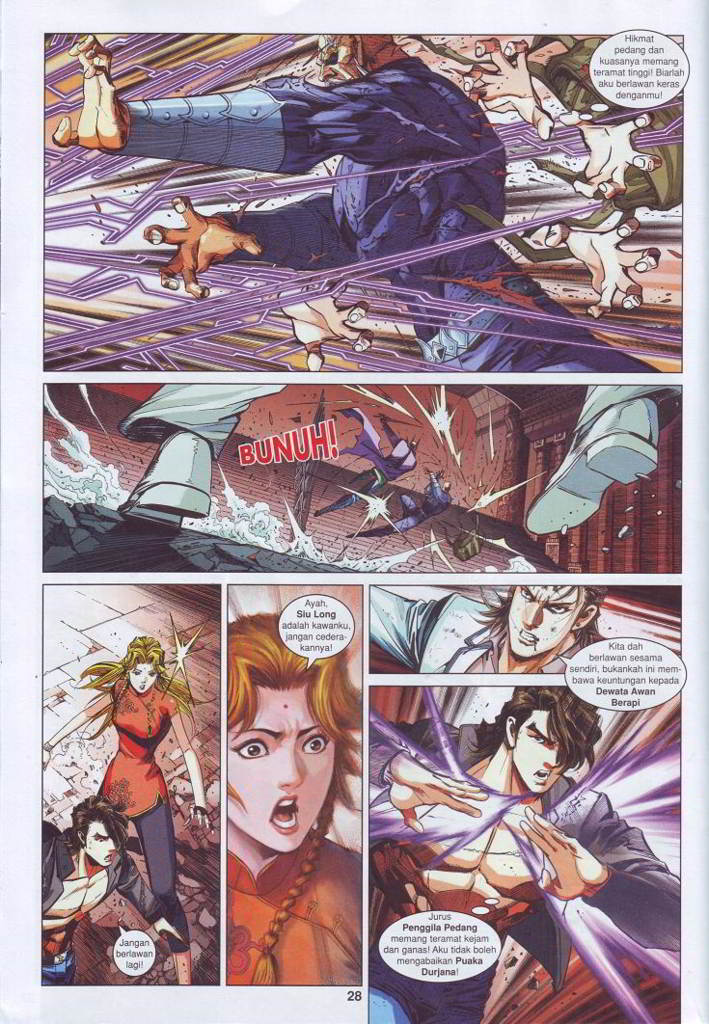 Hikmat
pedang dan
kuasanya memang
teramat tinggi! Biarlah
aku berlawan keras
denganmu!
BUNUH!
Jangan
berlawan
lagi!
Ayah,
Siu Long
adalah kawanku,
jangan cedera-
kannya!
Kita dah
berlawan sesama
sendiri, bukankah ini mem-
bawa keuntungan kepada
Dewata Awan
Berapi
Jurus
Penggila Pedang
memang teramat kejam
dan ganas! Aku tidak boleh
mengabaikan Puaka
Durjana!
28